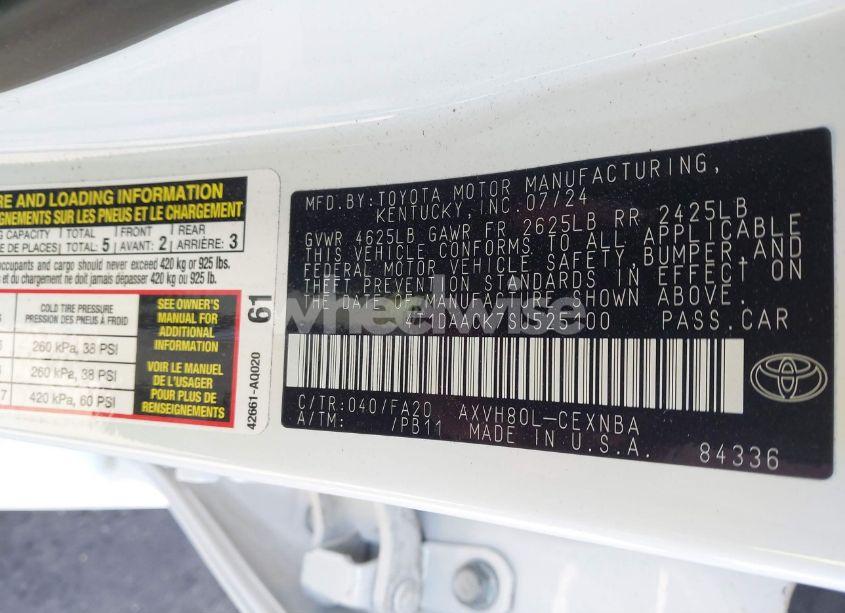 RE AND LOADING INFORMATION
GNEMENTS SUR LES PNEUS ET LE CHARGEMENT
G CAPACITY TOTAL FRONT REAR
E DE PLACES TOTAL: 5 AVANT: 2 ARRIÈRE: 3
occupants and cargo should never exceed 420 kg or 925 lbs.
s et du chargement ne doit jamais dépasser 420 kg ou 925 lb.
COLD TIRE PRESSURE
PRESSION DES PNEUS À FROID
260 kPa, 38 PSI
260 kPa, 38 PSI
420 kPa, 60 PSI
SEE OWNER'S
MANUAL FOR
ADDITIONAL
INFORMATION
VOIR LE MANUEL
DE L'USAGER
POUR PLUS DE
RENSEIGNEMENTS
61
42661-AQ020
MFD.BY:TOYOTA MOTOR MANUFACTURING,
KENTUCKY,INC.07/24
GVWR 4625LB GAWR FR 2625LB RR 2425LB
THIS VEHICLE CONFORMS TO ALL APPLICABLE
FEDERAL MOTOR VEHICLE SAFETY,BUMPER,AND
THEFT PREVENTION STANDARDS IN EFFECT ON
THE DATE OF MANUFACTURE SHOWN ABOVE.
PASS.CAR
wheelwise
C/TR:040/FA20 AXVH80L-CEXNBA
A/TM: /PB11 MADE IN U.S.A.
84336